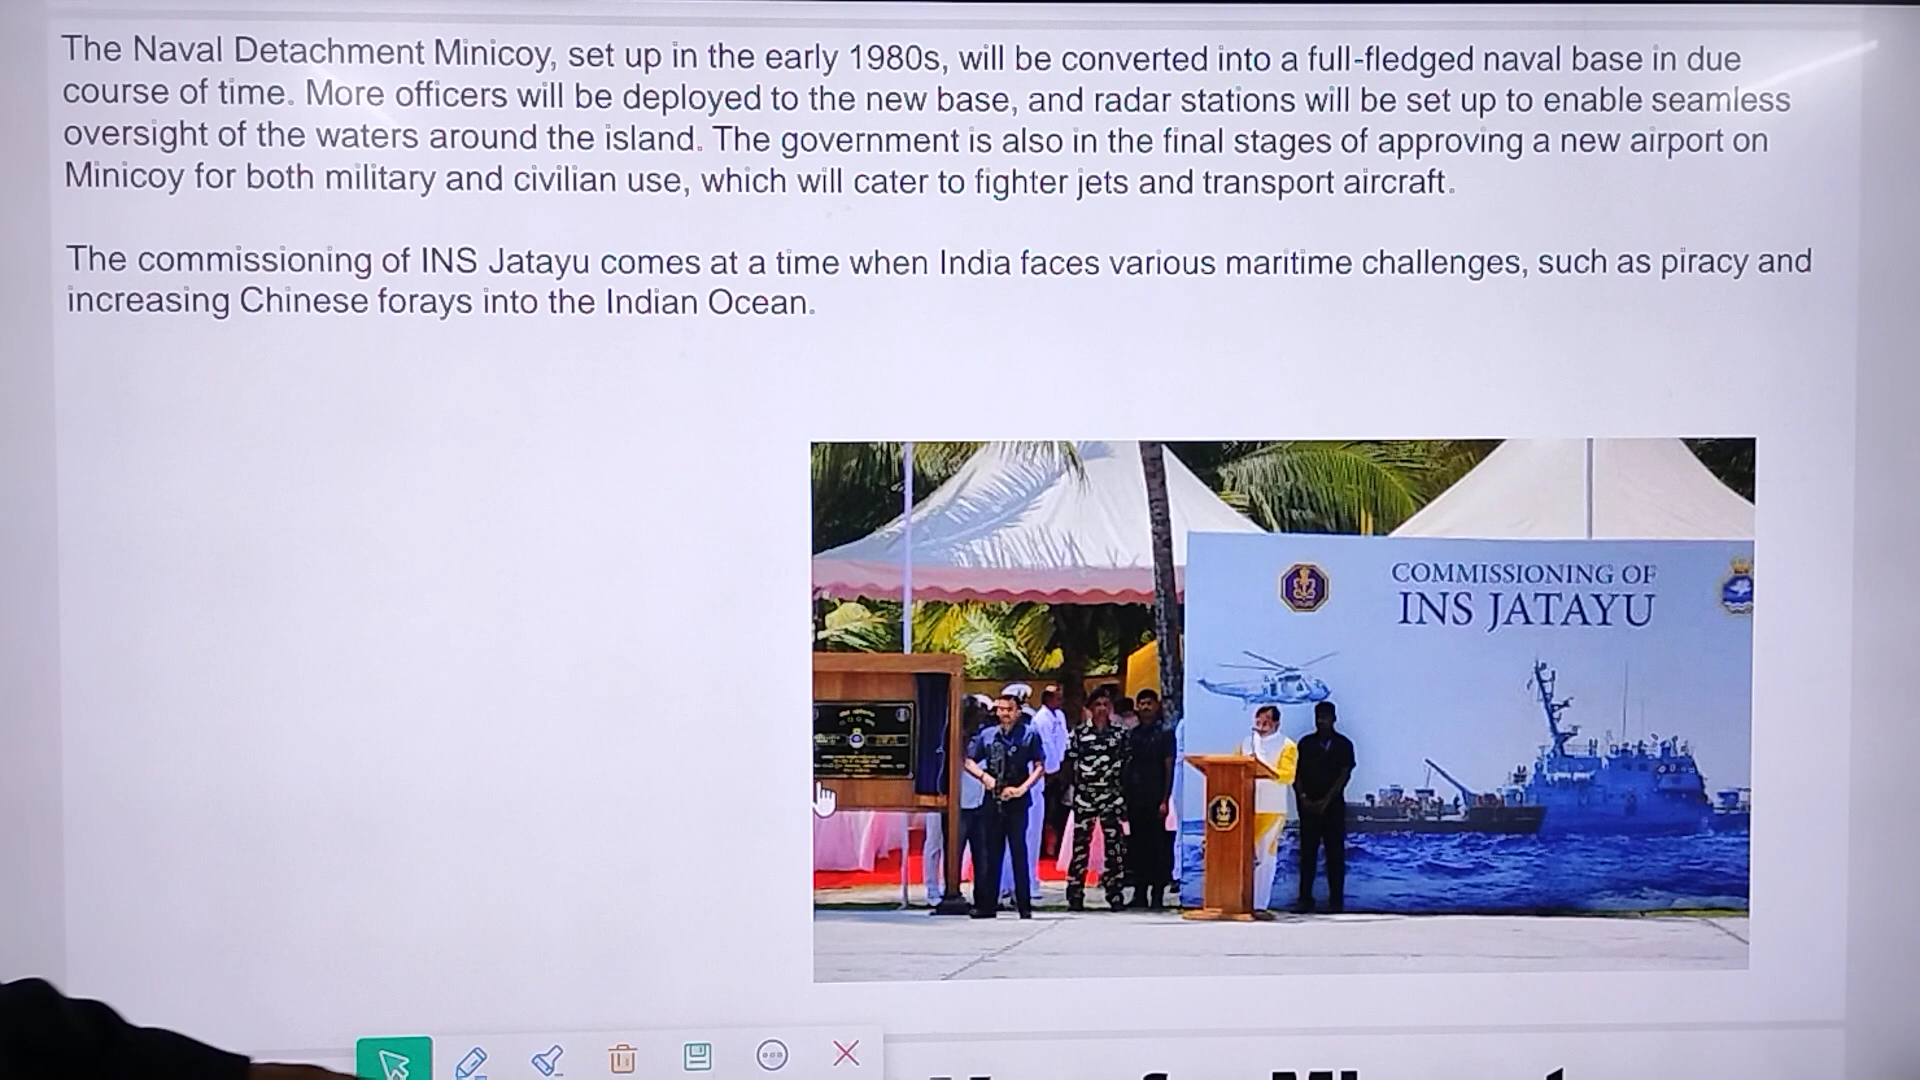 The Naval Detachment Minicoy, set up in the early 1980s, will be converted into a full-fledged naval base in due
course of time. More officers will be deployed to the new base, and radar stations will be set up to enable seamless
oversight of the waters around the island. The government is also in the final stages of approving a new airport on
Minicoy for both military and civilian use, which will cater to fighter jets and transport aircraft.
The commissioning of INS Jatayu comes at a time when India faces various maritime challenges, such as piracy and
increasing Chinese forays into the Indian Ocean.
COMMISSIONING OF
INS JATAYU